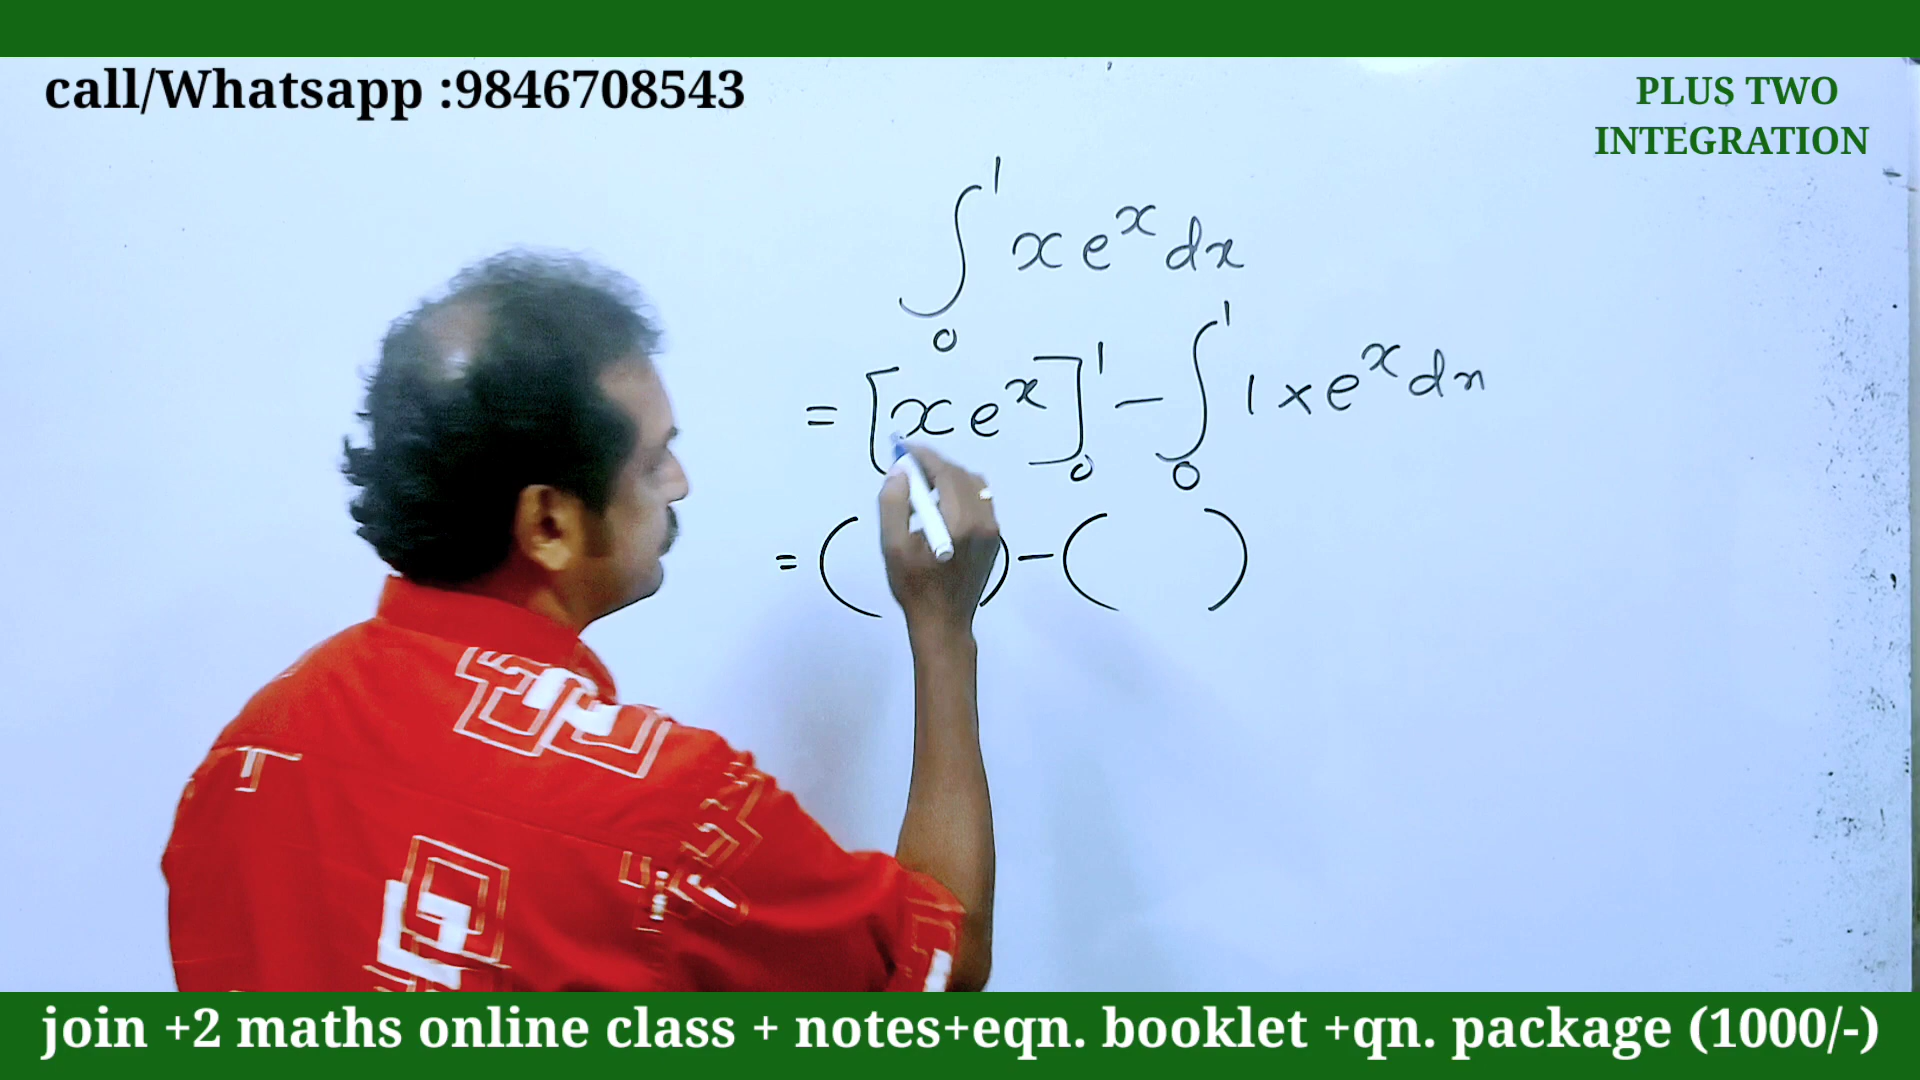 call/Whatsapp :9846708543
PLUS TWO
INTEGRATION
∫₀¹ x eˣ dx
= [x eˣ]₀¹ − ∫₀¹ 1 × eˣ dx
= ( ) − ( )
join +2 maths online class + notes+eqn. booklet +qn. package (1000/-)